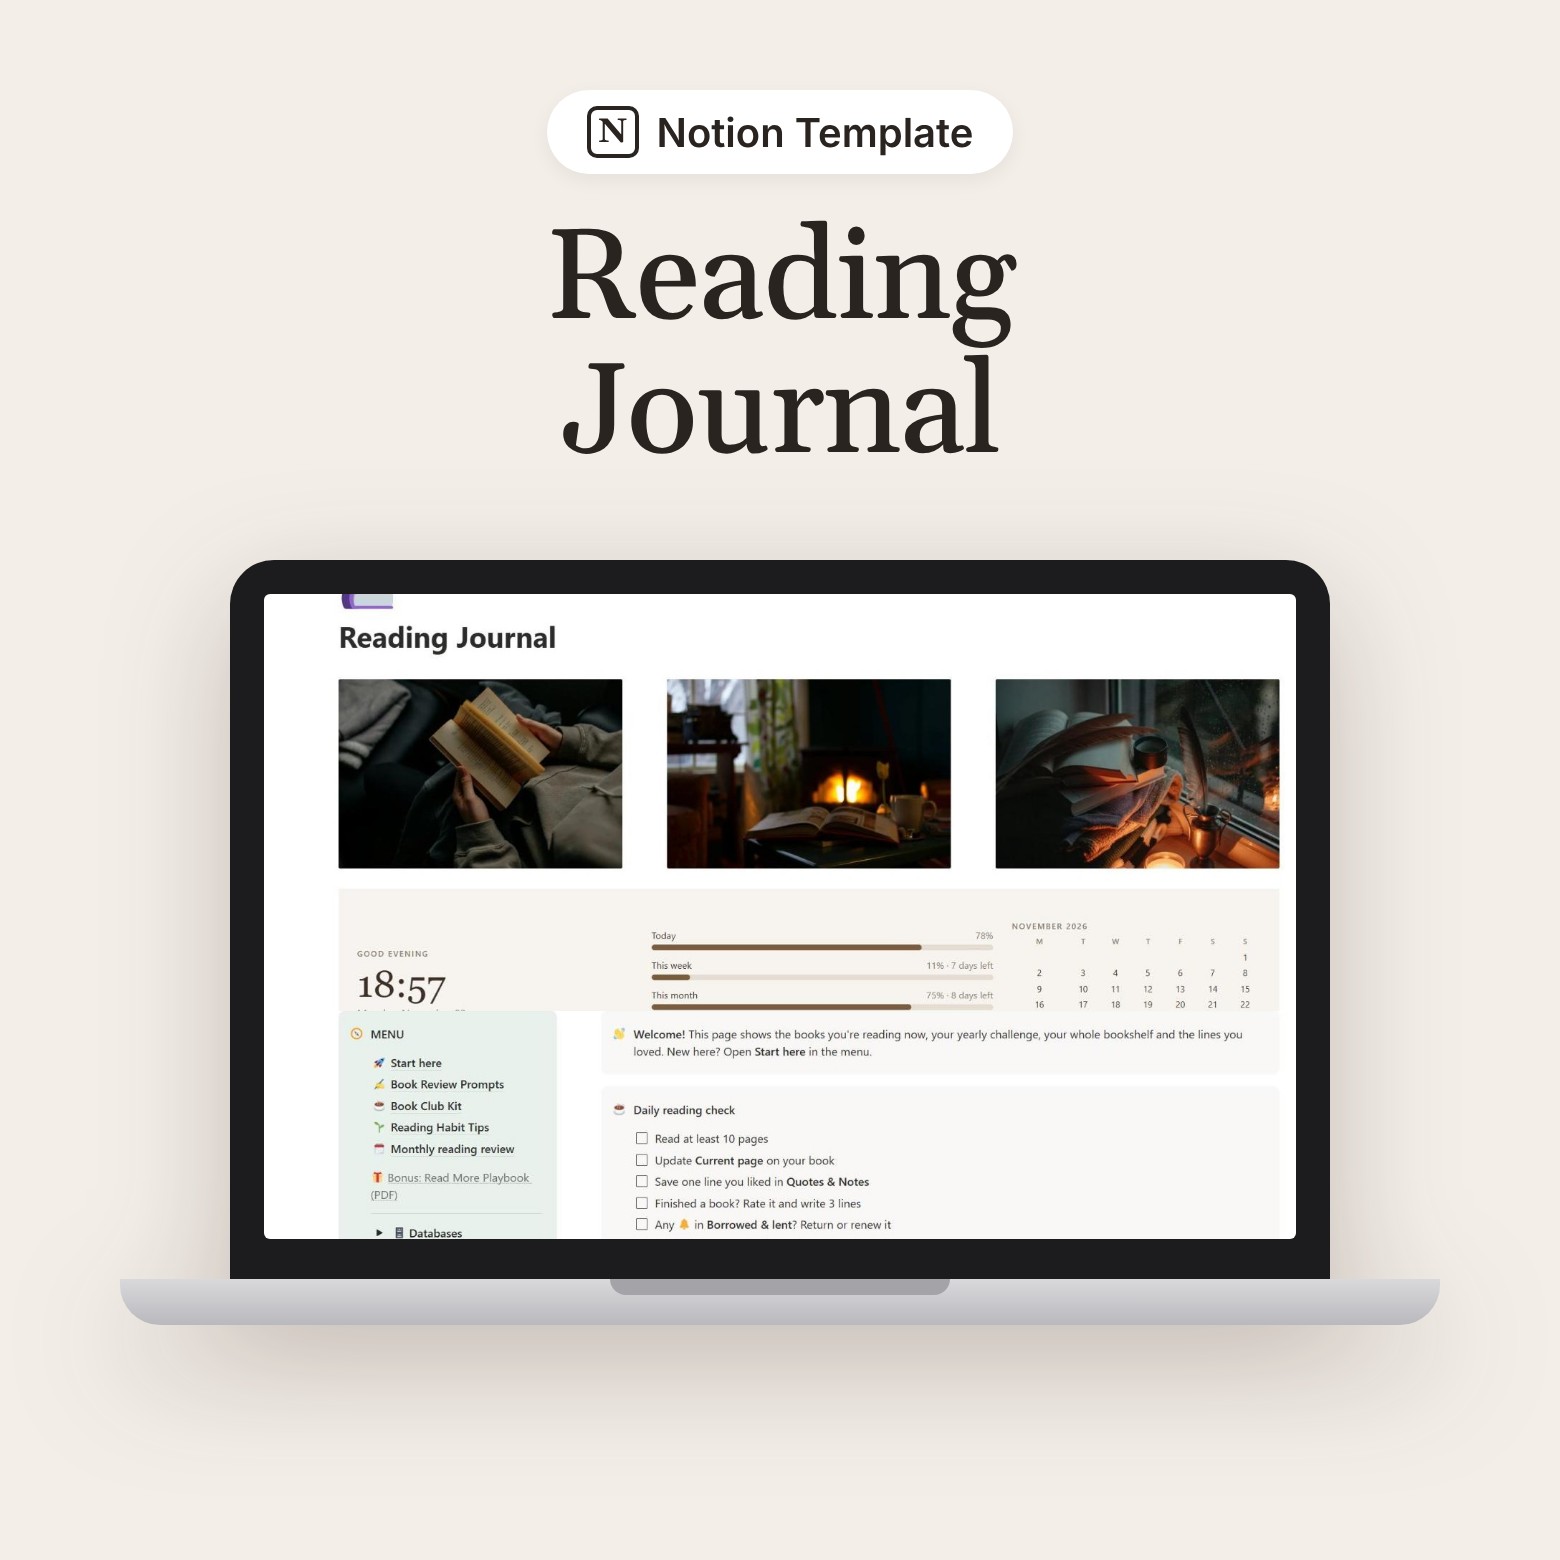 N Notion Template
Reading
Journal
Reading Journal
GOOD EVENING
18:57
Today 78%
This week 11% · 7 days left
This month 75% · 8 days left
NOVEMBER 2026
M T W T F S S
1
2 3 4 5 6 7 8
9 10 11 12 13 14 15
16 17 18 19 20 21 22
MENU
Start here
Book Review Prompts
Book Club Kit
Reading Habit Tips
Monthly reading review
Bonus: Read More Playbook
(PDF)
Databases
Welcome! This page shows the books you're reading now, your yearly challenge, your whole bookshelf and the lines you
loved. New here? Open Start here in the menu.
Daily reading check
Read at least 10 pages
Update Current page on your book
Save one line you liked in Quotes & Notes
Finished a book? Rate it and write 3 lines
Any 🔔 in Borrowed & lent? Return or renew it